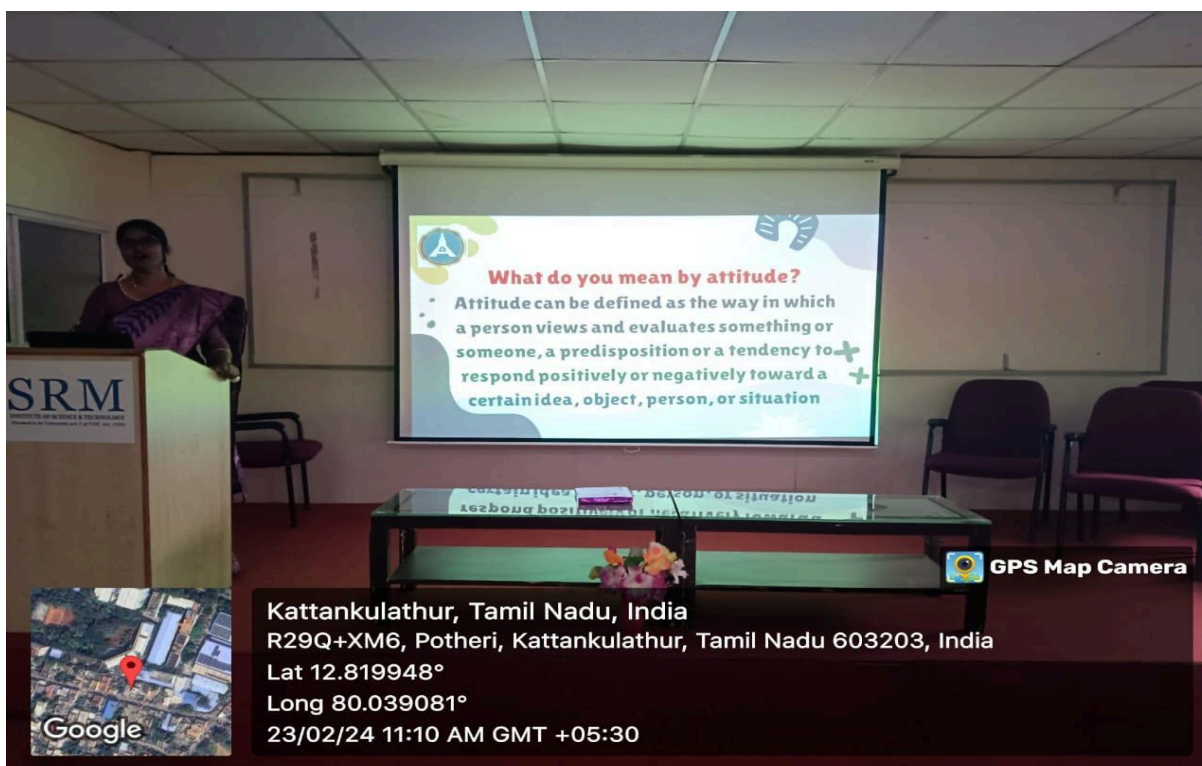 What do you mean by attitude?
Attitude can be defined as the way in which
a person views and evaluates something or
someone, a predisposition or a tendency to
respond positively or negatively toward a
certain idea, object, person, or situation
SRM
INSTITUTE OF SCIENCE & TECHNOLOGY
GPS Map Camera
Kattankulathur, Tamil Nadu, India
R29Q+XM6, Potheri, Kattankulathur, Tamil Nadu 603203, India
Lat 12.819948°
Long 80.039081°
23/02/24 11:10 AM GMT +05:30
Google